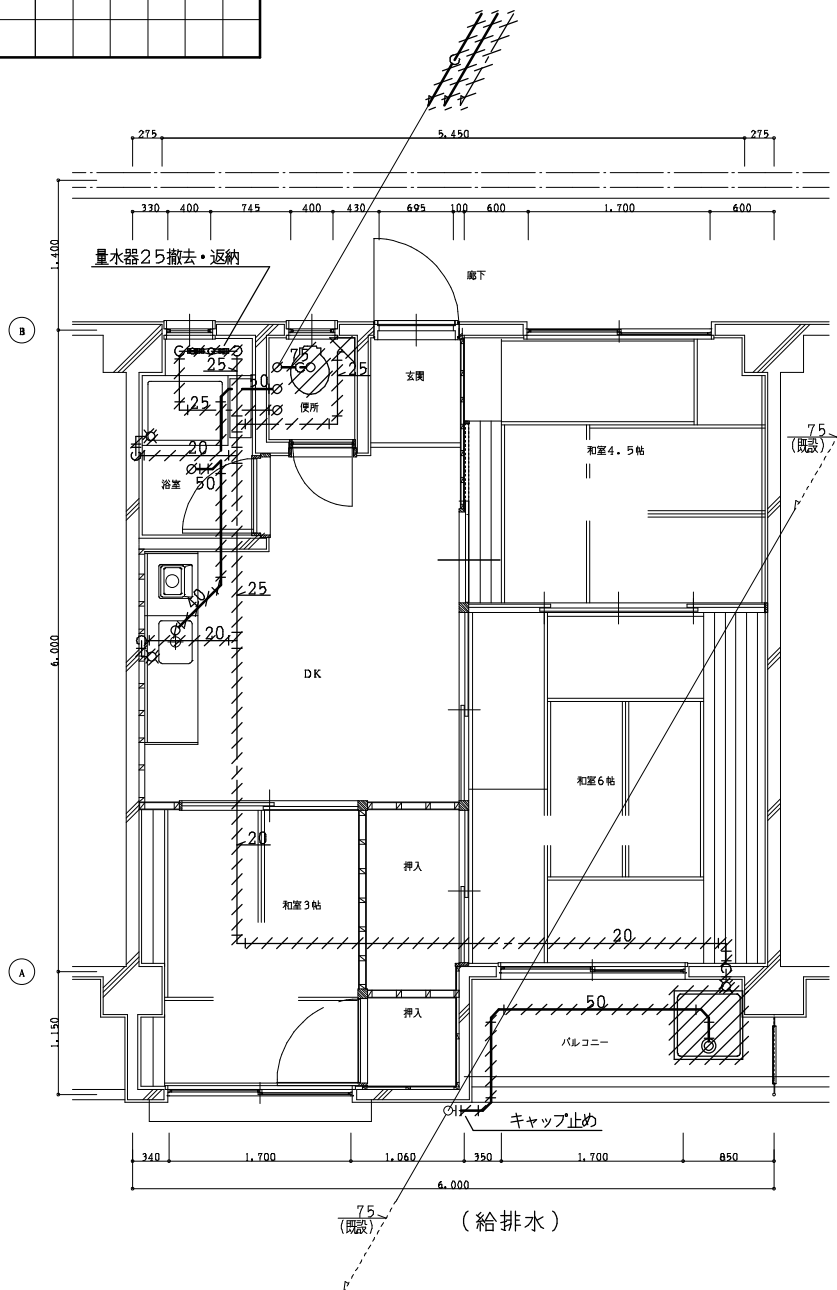 275
5,450
275
330
400
745
400
430
695
100
600
1,700
600
1,400
量水器25撤去・返納
廊下
B
75
25
25
50
玄関
便所
25
75
(既設)
和室4.5帖
20
浴室
50
25
40
20
6,000
DK
和室6帖
20
押入
和室3帖
20
A
50
押入
バルコニー
1,150
キャップ止め
340
1,700
1,060
350
1,700
850
6,000
75
(既設)
(給排水)